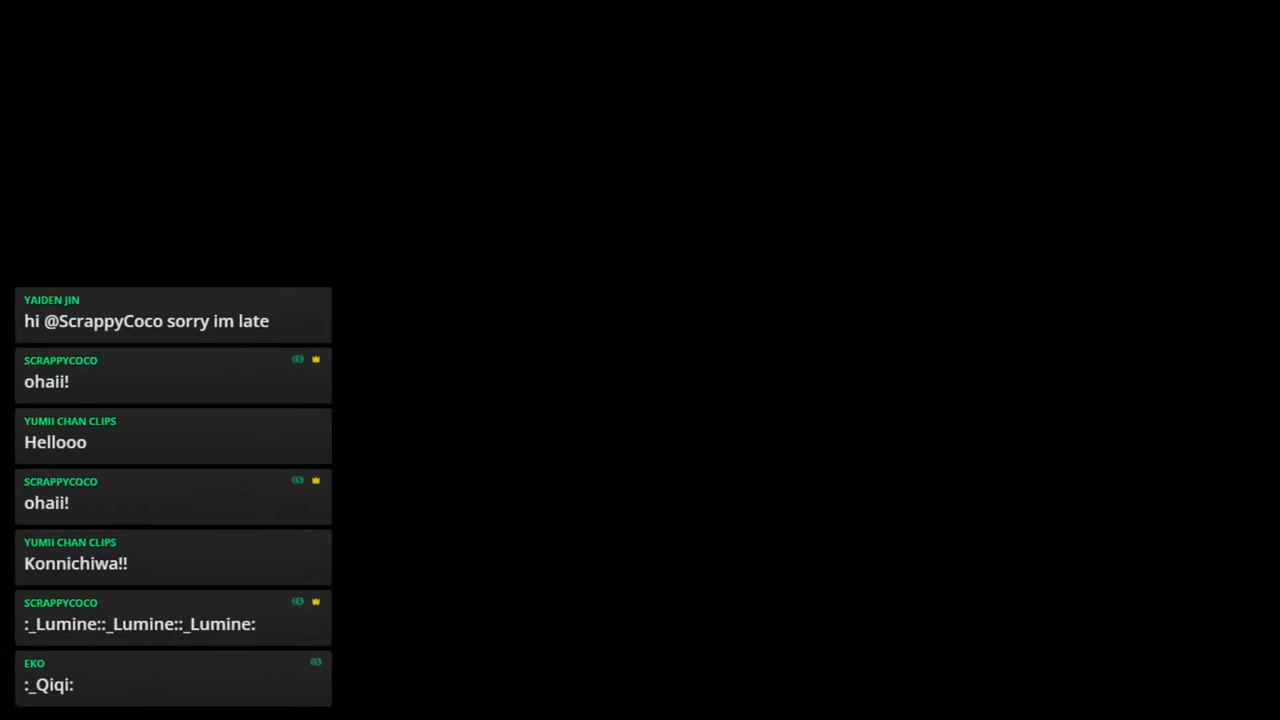 YAIDEN JIN
hi @ScrappyCoco sorry im late
SCRAPPYCOCO
ohaii!
YUMII CHAN CLIPS
Hellooo
SCRAPPYCOCO
ohaii!
YUMII CHAN CLIPS
Konnichiwa!!
SCRAPPYCOCO
:_Lumine::_Lumine::_Lumine:
EKO
:_Qiqi: